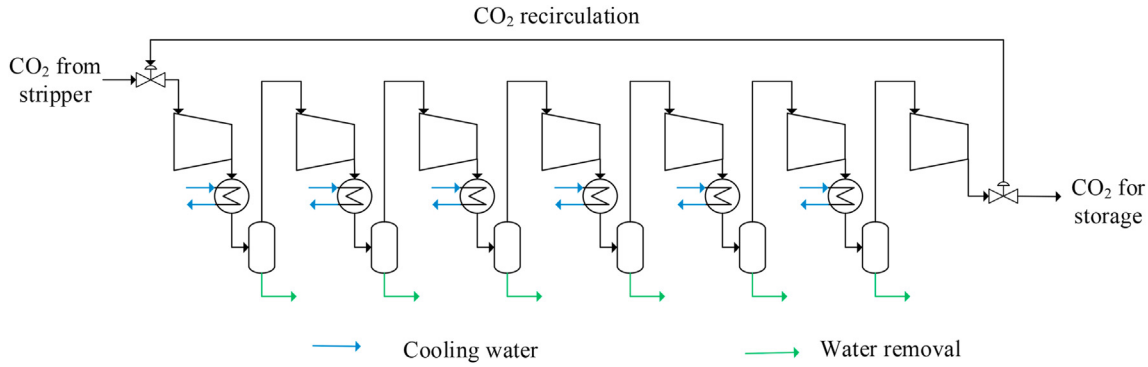 CO₂ recirculation
CO₂ from
stripper
CO₂ for
storage
Cooling water
Water removal